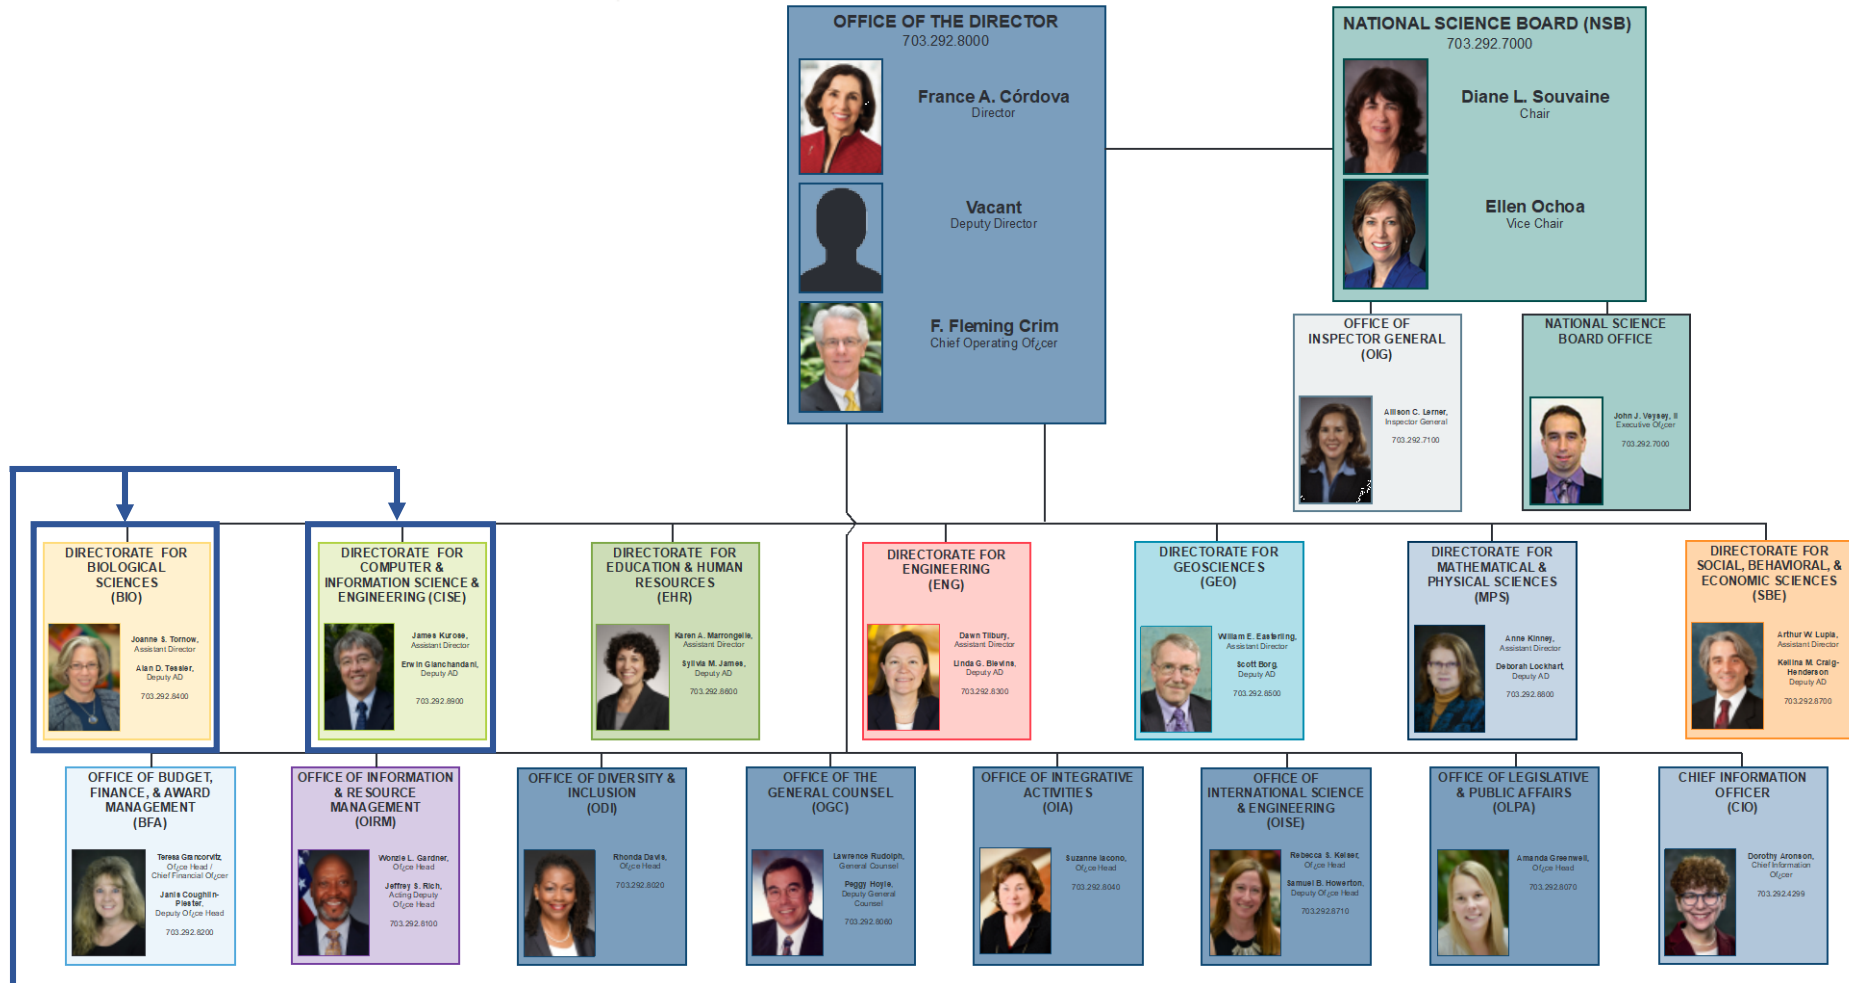 OFFICE OF THE DIRECTOR
703.292.8000
France A. Córdova
Director
Vacant
Deputy Director
F. Fleming Crim
Chief Operating Of¿cer
NATIONAL SCIENCE BOARD (NSB)
703.292.7000
Diane L. Souvaine
Chair
Ellen Ochoa
Vice Chair
OFFICE OF
INSPECTOR GENERAL
(OIG)
Allison C. Lerner,
Inspector General
703.292.7100
NATIONAL SCIENCE
BOARD OFFICE
John J. Veysey, II
Executive Of¿cer
703.292.7000
DIRECTORATE FOR
BIOLOGICAL
SCIENCES
(BIO)
Joanne S. Tornow,
Assistant Director
Alan D. Tessier,
Deputy AD
703.292.8400
DIRECTORATE FOR
COMPUTER &
INFORMATION SCIENCE &
ENGINEERING (CISE)
James Kurose,
Assistant Director
Erwin Gianchandani,
Deputy AD
703.292.8900
DIRECTORATE FOR
EDUCATION & HUMAN
RESOURCES
(EHR)
Karen A. Marrongelle,
Assistant Director
Sylivia M. James,
Deputy AD
703.292.8600
DIRECTORATE FOR
ENGINEERING
(ENG)
Dawn Tilbury,
Assistant Director
Linda G. Blevins,
Deputy AD
703.292.8300
DIRECTORATE FOR
GEOSCIENCES
(GEO)
William E. Easterling,
Assistant Director
Scott Borg,
Deputy AD
703.292.8500
DIRECTORATE FOR
MATHEMATICAL &
PHYSICAL SCIENCES
(MPS)
Anne Kinney,
Assistant Director
Deborah Lockhart,
Deputy AD
703.292.8800
DIRECTORATE FOR
SOCIAL, BEHAVIORAL, &
ECONOMIC SCIENCES
(SBE)
Arthur W. Lupia,
Assistant Director
Kellina M. Craig-
Henderson
Deputy AD
703.292.8700
OFFICE OF BUDGET,
FINANCE, & AWARD
MANAGEMENT
(BFA)
Teresa Grancorvitz,
Of¿ce Head /
Chief Financial Of¿cer
Janis Coughlin-
Piester,
Deputy Of¿ce Head
703.292.8200
OFFICE OF INFORMATION
& RESOURCE
MANAGEMENT
(OIRM)
Wonzie L. Gardner,
Of¿ce Head
Jeffrey S. Rich,
Acting Deputy
Of¿ce Head
703.292.8100
OFFICE OF DIVERSITY &
INCLUSION
(ODI)
Rhonda Davis,
Of¿ce Head
703.292.8020
OFFICE OF THE
GENERAL COUNSEL
(OGC)
Lawrence Rudolph,
General Counsel
Peggy Hoyle,
Deputy General
Counsel
703.292.8060
OFFICE OF INTEGRATIVE
ACTIVITIES
(OIA)
Suzanne Iacono,
Of¿ce Head
703.292.8040
OFFICE OF
INTERNATIONAL SCIENCE
& ENGINEERING
(OISE)
Rebecca S. Keiser,
Of¿ce Head
Samuel B. Howerton,
Deputy Of¿ce Head
703.292.8710
OFFICE OF LEGISLATIVE
& PUBLIC AFFAIRS
(OLPA)
Amanda Greenwell,
Of¿ce Head
703.292.8070
CHIEF INFORMATION
OFFICER
(CIO)
Dorothy Aronson,
Chief Information
Of¿cer
703.292.4299